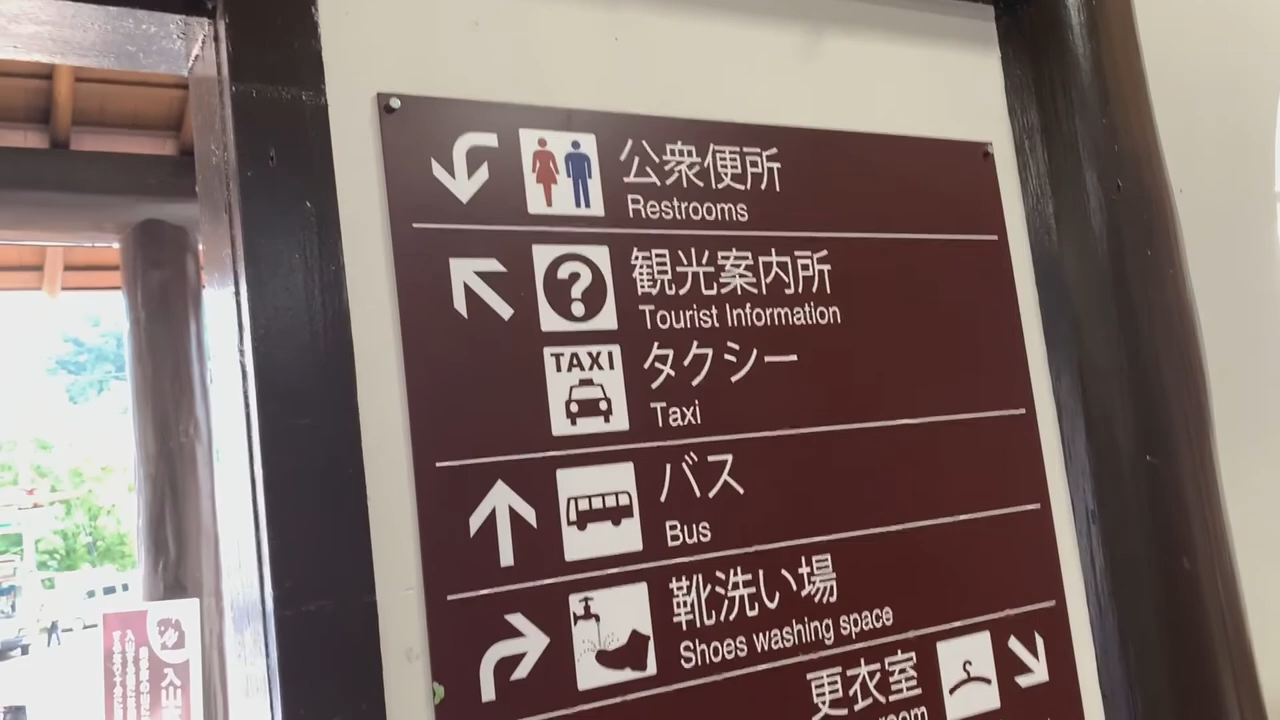 公衆便所
Restrooms
観光案内所
Tourist Information
TAXI
タクシー
Taxi
バス
Bus
靴洗い場
Shoes washing space
更衣室
入山